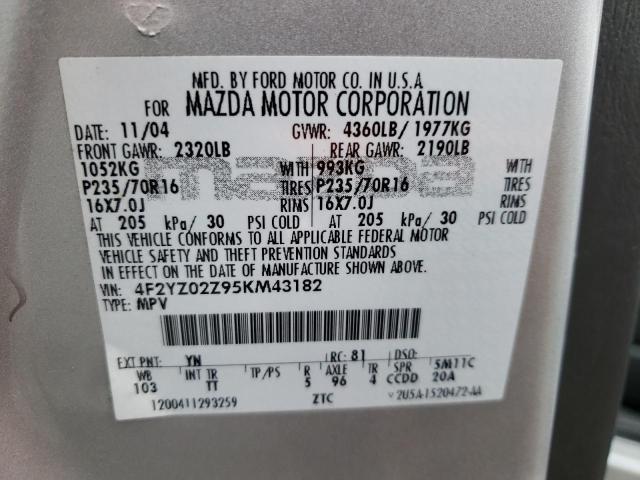 MFD. BY FORD MOTOR CO. IN U.S.A.
FOR MAZDA MOTOR CORPORATION
DATE: 11/04 GVWR: 4360LB/ 1977KG
FRONT GAWR: 2320LB REAR GAWR: 2190LB
1052KG WITH 993KG WITH
P235/70R16 TIRES P235/70R16 TIRES
16X7.0J RIMS 16X7.0J RIMS
AT 205 kPa/ 30 PSI COLD AT 205 kPa/ 30 PSI COLD
THIS VEHICLE CONFORMS TO ALL APPLICABLE FEDERAL MOTOR
VEHICLE SAFETY AND THEFT PREVENTION STANDARDS
IN EFFECT ON THE DATE OF MANUFACTURE SHOWN ABOVE.
VIN: 4F2YZ02Z95KM43182
TYPE: MPV
EXT PNT: YN RC: 81 DSO:
WB INT TR TP/PS R AXLE TR SPR 5M11C
103 TT 5 96 4 CCDD 20A
1200411293259 ZTC V 2U5A-1520472-AA
mazda